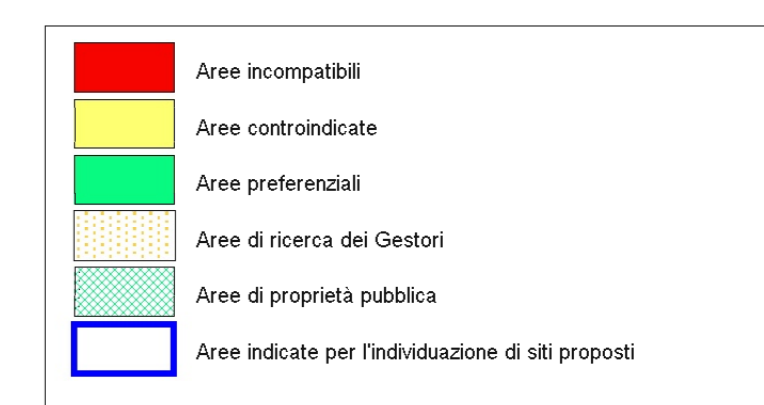 Aree incompatibili
Aree controindicate
Aree preferenziali
Aree di ricerca dei Gestori
Aree di proprietà pubblica
Aree indicate per l'individuazione di siti proposti